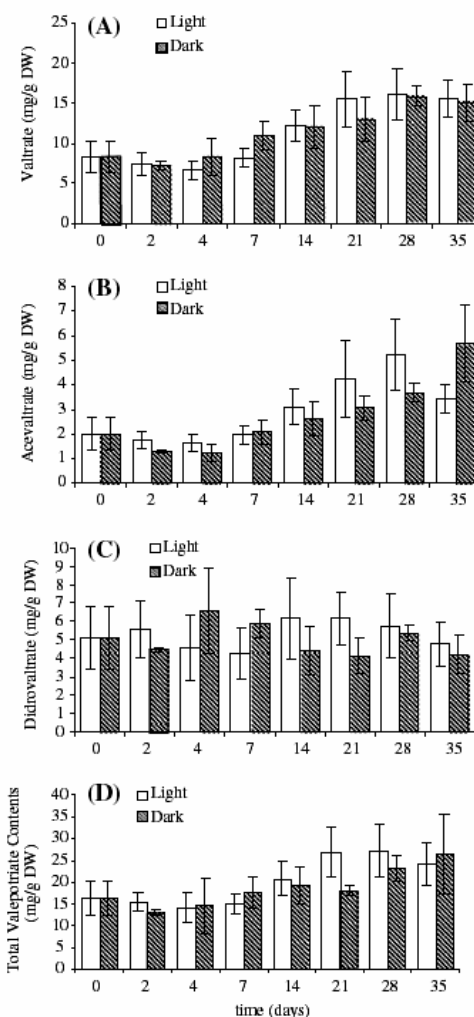 (A)
Light
Dark
Valtrate (mg/g DW)
25
20
15
10
5
0
0 2 4 7 14 21 28 35
(B)
Light
Dark
Acevaltrate (mg/g DW)
8
7
6
5
4
3
2
1
0
0 2 4 7 14 21 28 35
(C)
Light
Dark
Didrovaltrate (mg/g DW)
10
9
8
7
6
5
4
3
2
1
0
0 2 4 7 14 21 28 35
(D)
Light
Dark
Total Valepotriate Contents
(mg/g DW)
40
35
30
25
20
15
10
5
0
0 2 4 7 14 21 28 35
time (days)